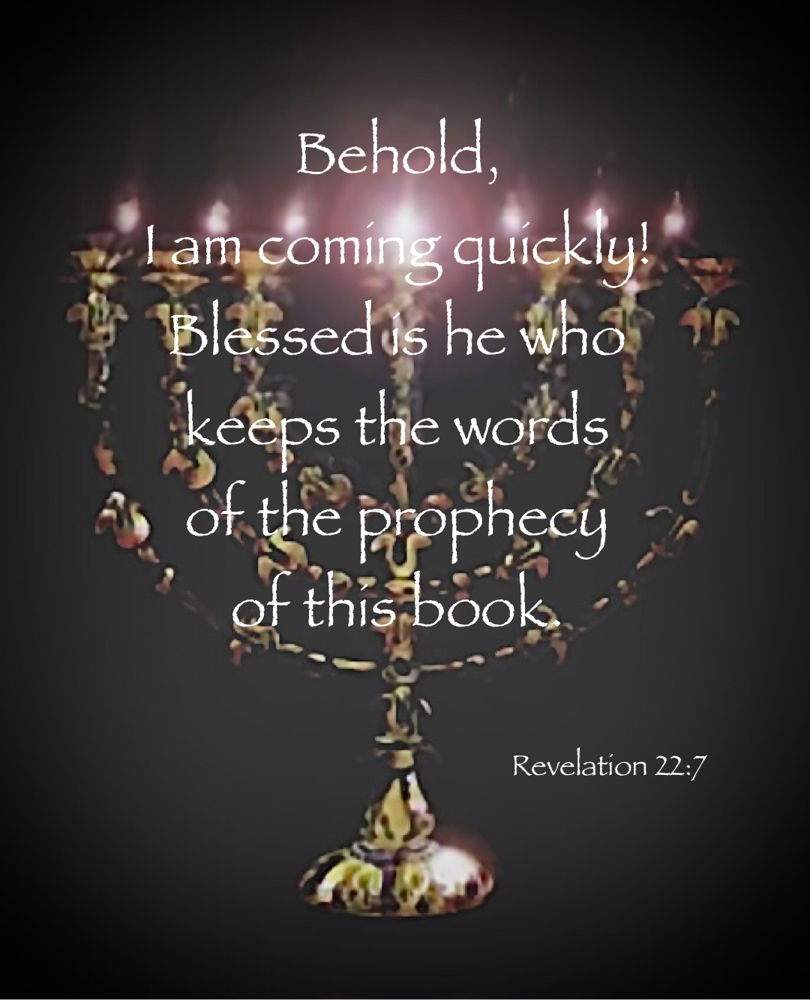 Behold,
I am coming quickly!
Blessed is he who
keeps the words
of the prophecy
of this book.
Revelation 22:7